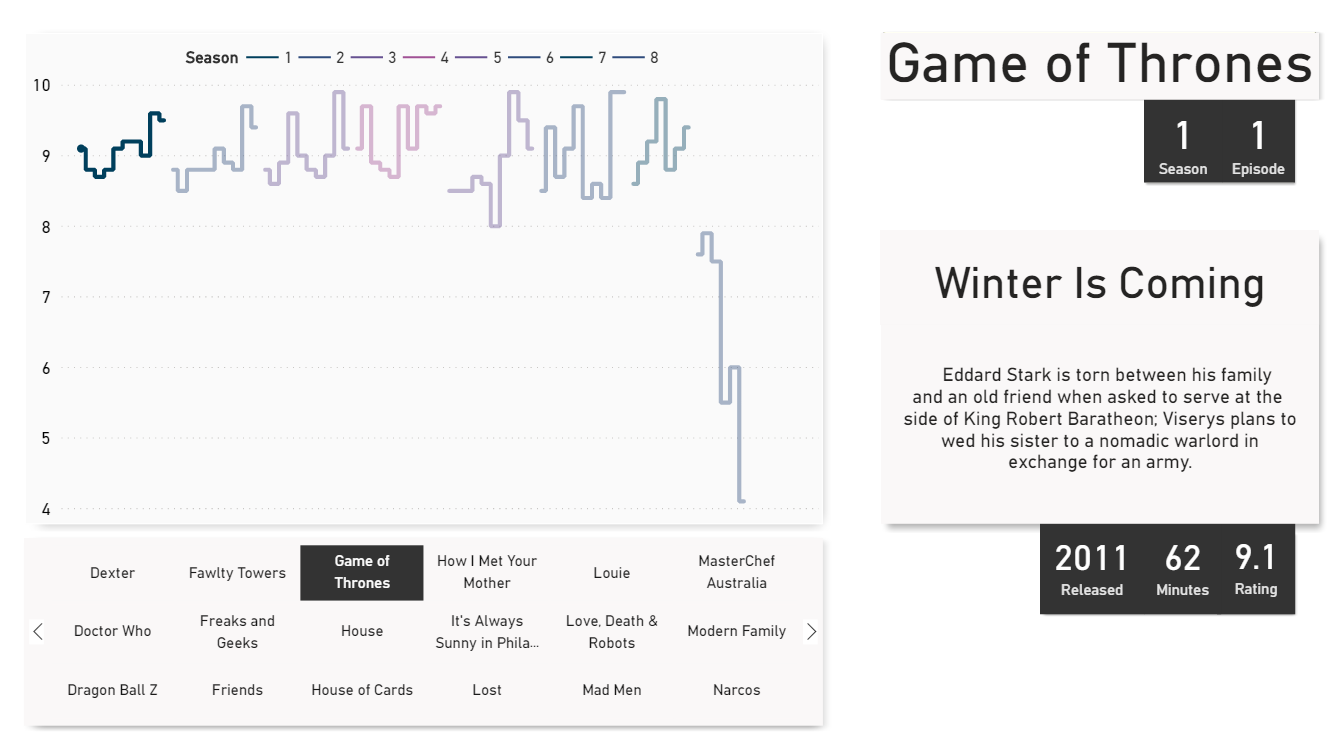 Season 1 2 3 4 5 6 7 8
10
9
8
7
6
5
4
Game of Thrones
1 1
Season Episode
Winter Is Coming
Eddard Stark is torn between his family
and an old friend when asked to serve at the
side of King Robert Baratheon; Viserys plans to
wed his sister to a nomadic warlord in
exchange for an army.
2011 62 9.1
Released Minutes Rating
Dexter
Fawlty Towers
Game of
Thrones
How I Met Your
Mother
Louie
MasterChef
Australia
Doctor Who
Freaks and
Geeks
House
It's Always
Sunny in Phila...
Love, Death &
Robots
Modern Family
Dragon Ball Z
Friends
House of Cards
Lost
Mad Men
Narcos